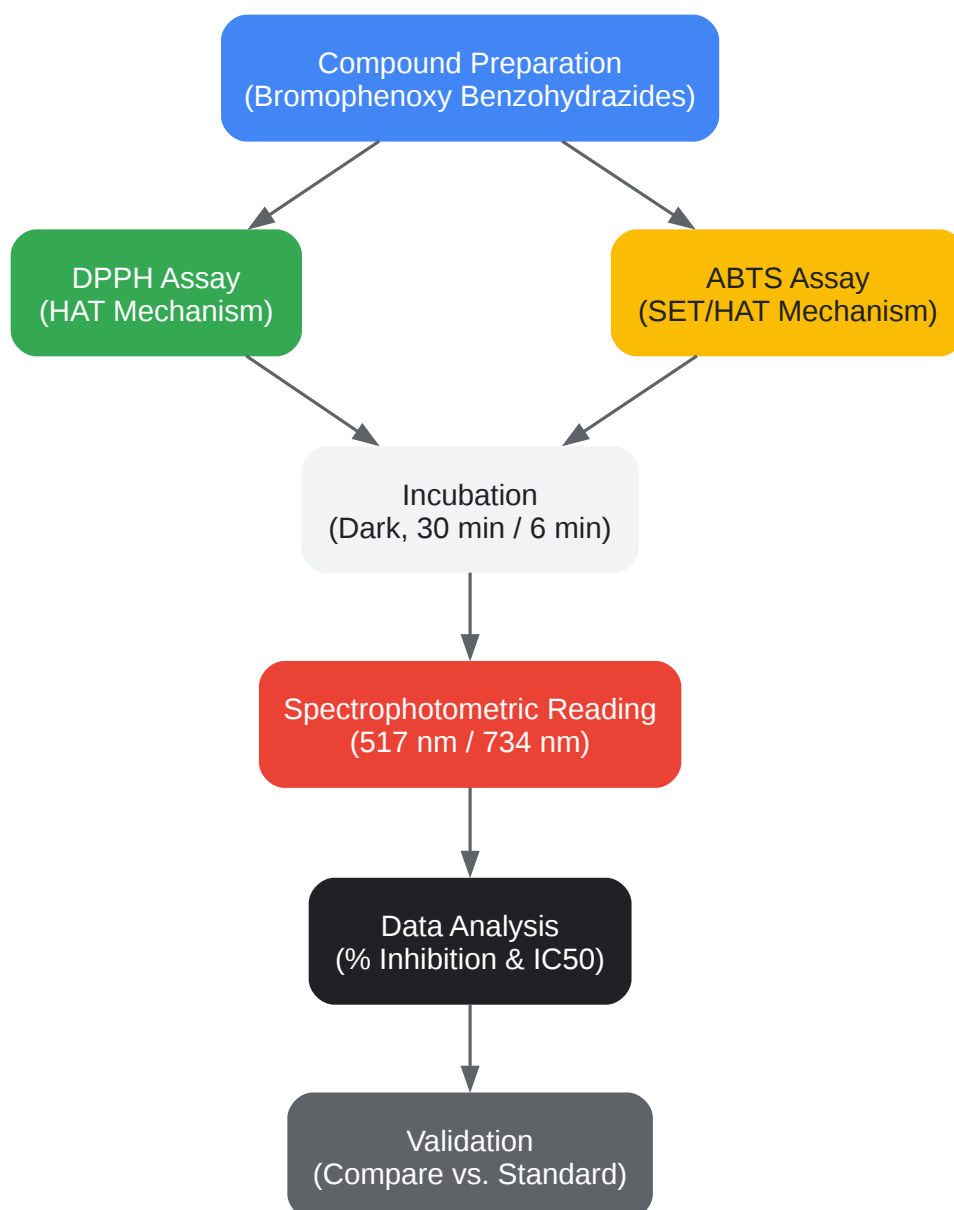 Compound Preparation
(Bromophenoxy Benzohydrazides)
DPPH Assay
(HAT Mechanism)
ABTS Assay
(SET/HAT Mechanism)
Incubation
(Dark, 30 min / 6 min)
Spectrophotometric Reading
(517 nm / 734 nm)
Data Analysis
(% Inhibition & IC50)
Validation
(Compare vs. Standard)